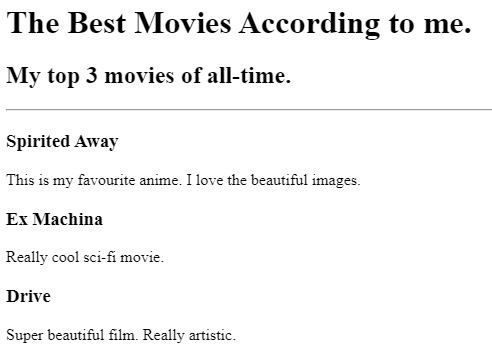 The Best Movies According to me.
My top 3 movies of all-time.
Spirited Away
This is my favourite anime. I love the beautiful images.
Ex Machina
Really cool sci-fi movie.
Drive
Super beautiful film. Really artistic.